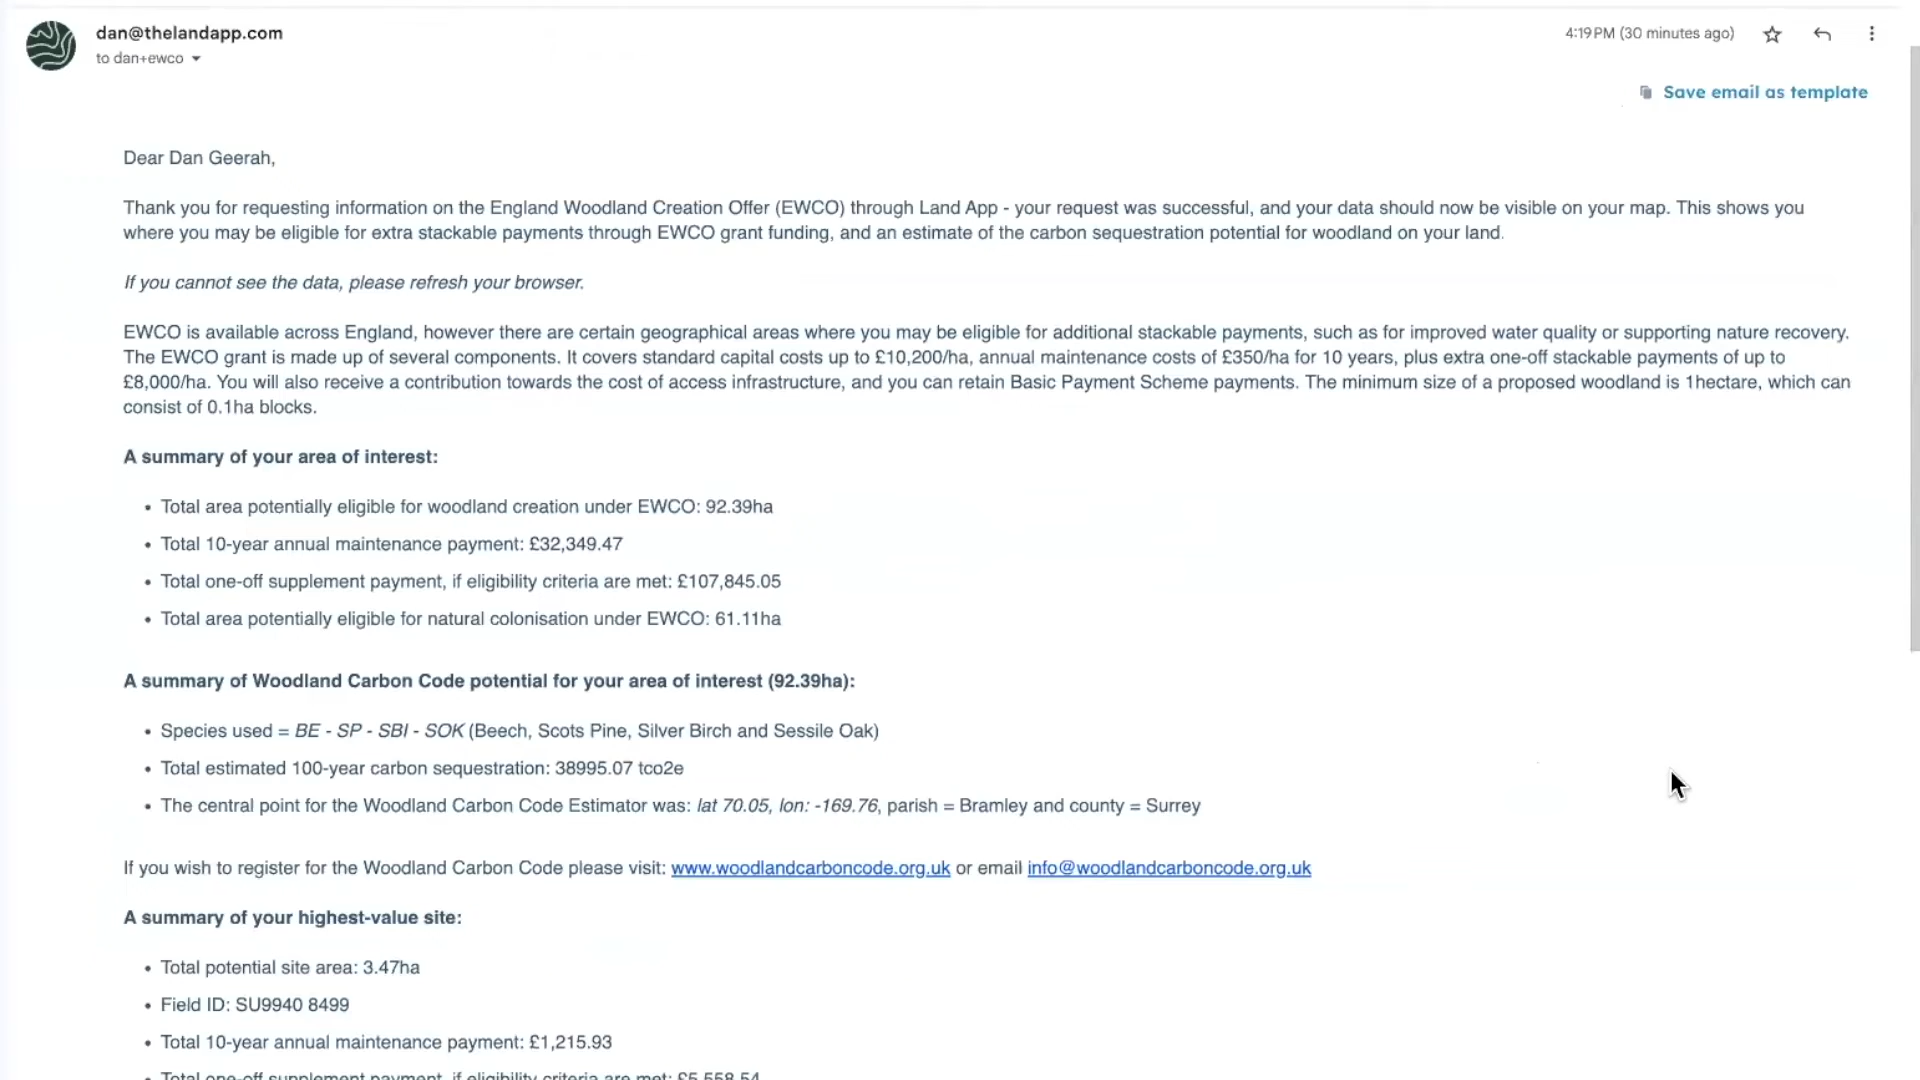 dan@thelandapp.com
4:19 PM (30 minutes ago)
to dan+ewco
Save email as template
Dear Dan Geerah,
Thank you for requesting information on the England Woodland Creation Offer (EWCO) through Land App - your request was successful, and your data should now be visible on your map. This shows you
where you may be eligible for extra stackable payments through EWCO grant funding, and an estimate of the carbon sequestration potential for woodland on your land.
If you cannot see the data, please refresh your browser.
EWCO is available across England, however there are certain geographical areas where you may be eligible for additional stackable payments, such as for improved water quality or supporting nature recovery.
The EWCO grant is made up of several components. It covers standard capital costs up to £10,200/ha, annual maintenance costs of £350/ha for 10 years, plus extra one-off stackable payments of up to
£8,000/ha. You will also receive a contribution towards the cost of access infrastructure, and you can retain Basic Payment Scheme payments. The minimum size of a proposed woodland is 1hectare, which can
consist of 0.1ha blocks.
A summary of your area of interest:
• Total area potentially eligible for woodland creation under EWCO: 92.39ha
• Total 10-year annual maintenance payment: £32,349.47
• Total one-off supplement payment, if eligibility criteria are met: £107,845.05
• Total area potentially eligible for natural colonisation under EWCO: 61.11ha
A summary of Woodland Carbon Code potential for your area of interest (92.39ha):
• Species used = BE - SP - SBI - SOK (Beech, Scots Pine, Silver Birch and Sessile Oak)
• Total estimated 100-year carbon sequestration: 38995.07 tco2e
• The central point for the Woodland Carbon Code Estimator was: lat 70.05, lon: -169.76, parish = Bramley and county = Surrey
If you wish to register for the Woodland Carbon Code please visit: www.woodlandcarboncode.org.uk or email info@woodlandcarboncode.org.uk
A summary of your highest-value site:
• Total potential site area: 3.47ha
• Field ID: SU9940 8499
• Total 10-year annual maintenance payment: £1,215.93
• Total one-off supplement payment, if eligibility criteria are met: £5,558.54